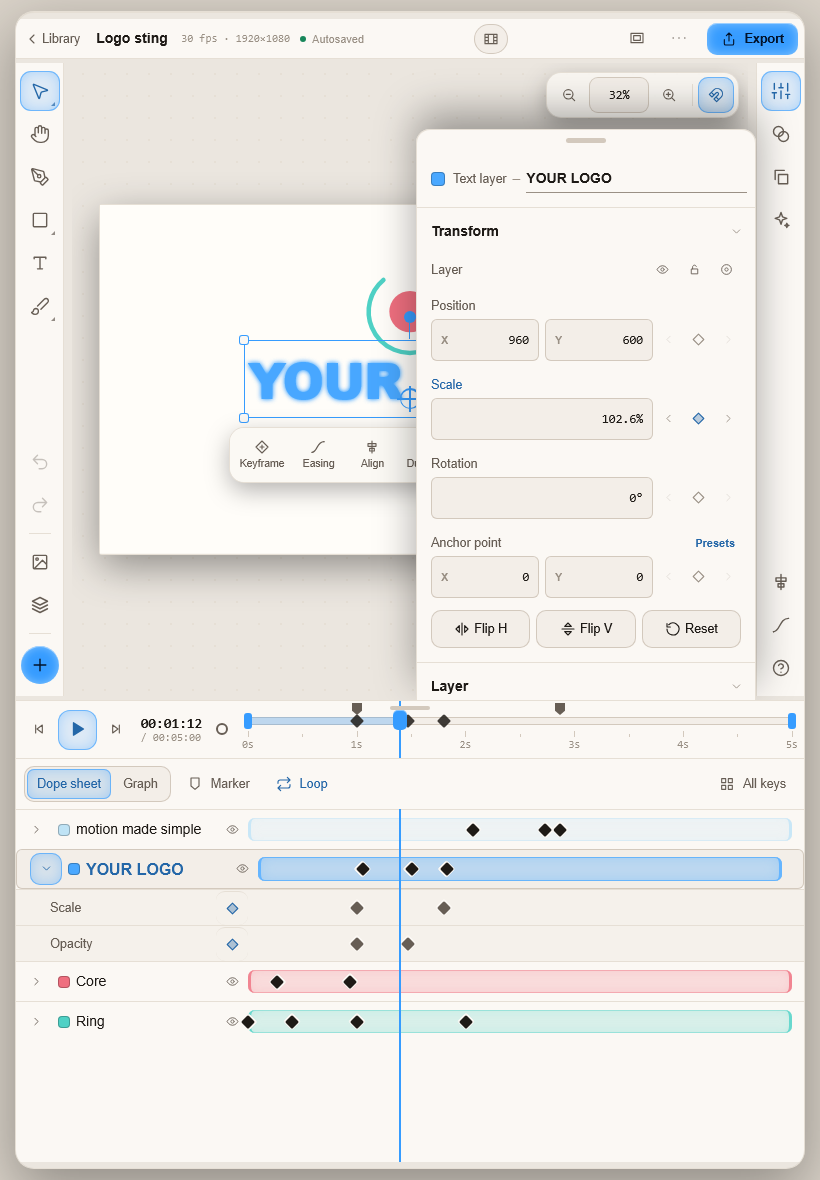 Library
Logo sting
30 fps · 1920×1080
Autosaved
Export
32%
Text layer – YOUR LOGO
Transform
Layer
Position
X 960
Y 600
Scale
102.6%
Rotation
0°
Anchor point
Presets
X 0
Y 0
Flip H
Flip V
Reset
Layer
YOUR
Keyframe
Easing
Align
00:01:12
/ 00:05:00
0s
1s
2s
3s
4s
5s
Dope sheet
Graph
Marker
Loop
All keys
motion made simple
YOUR LOGO
Scale
Opacity
Core
Ring